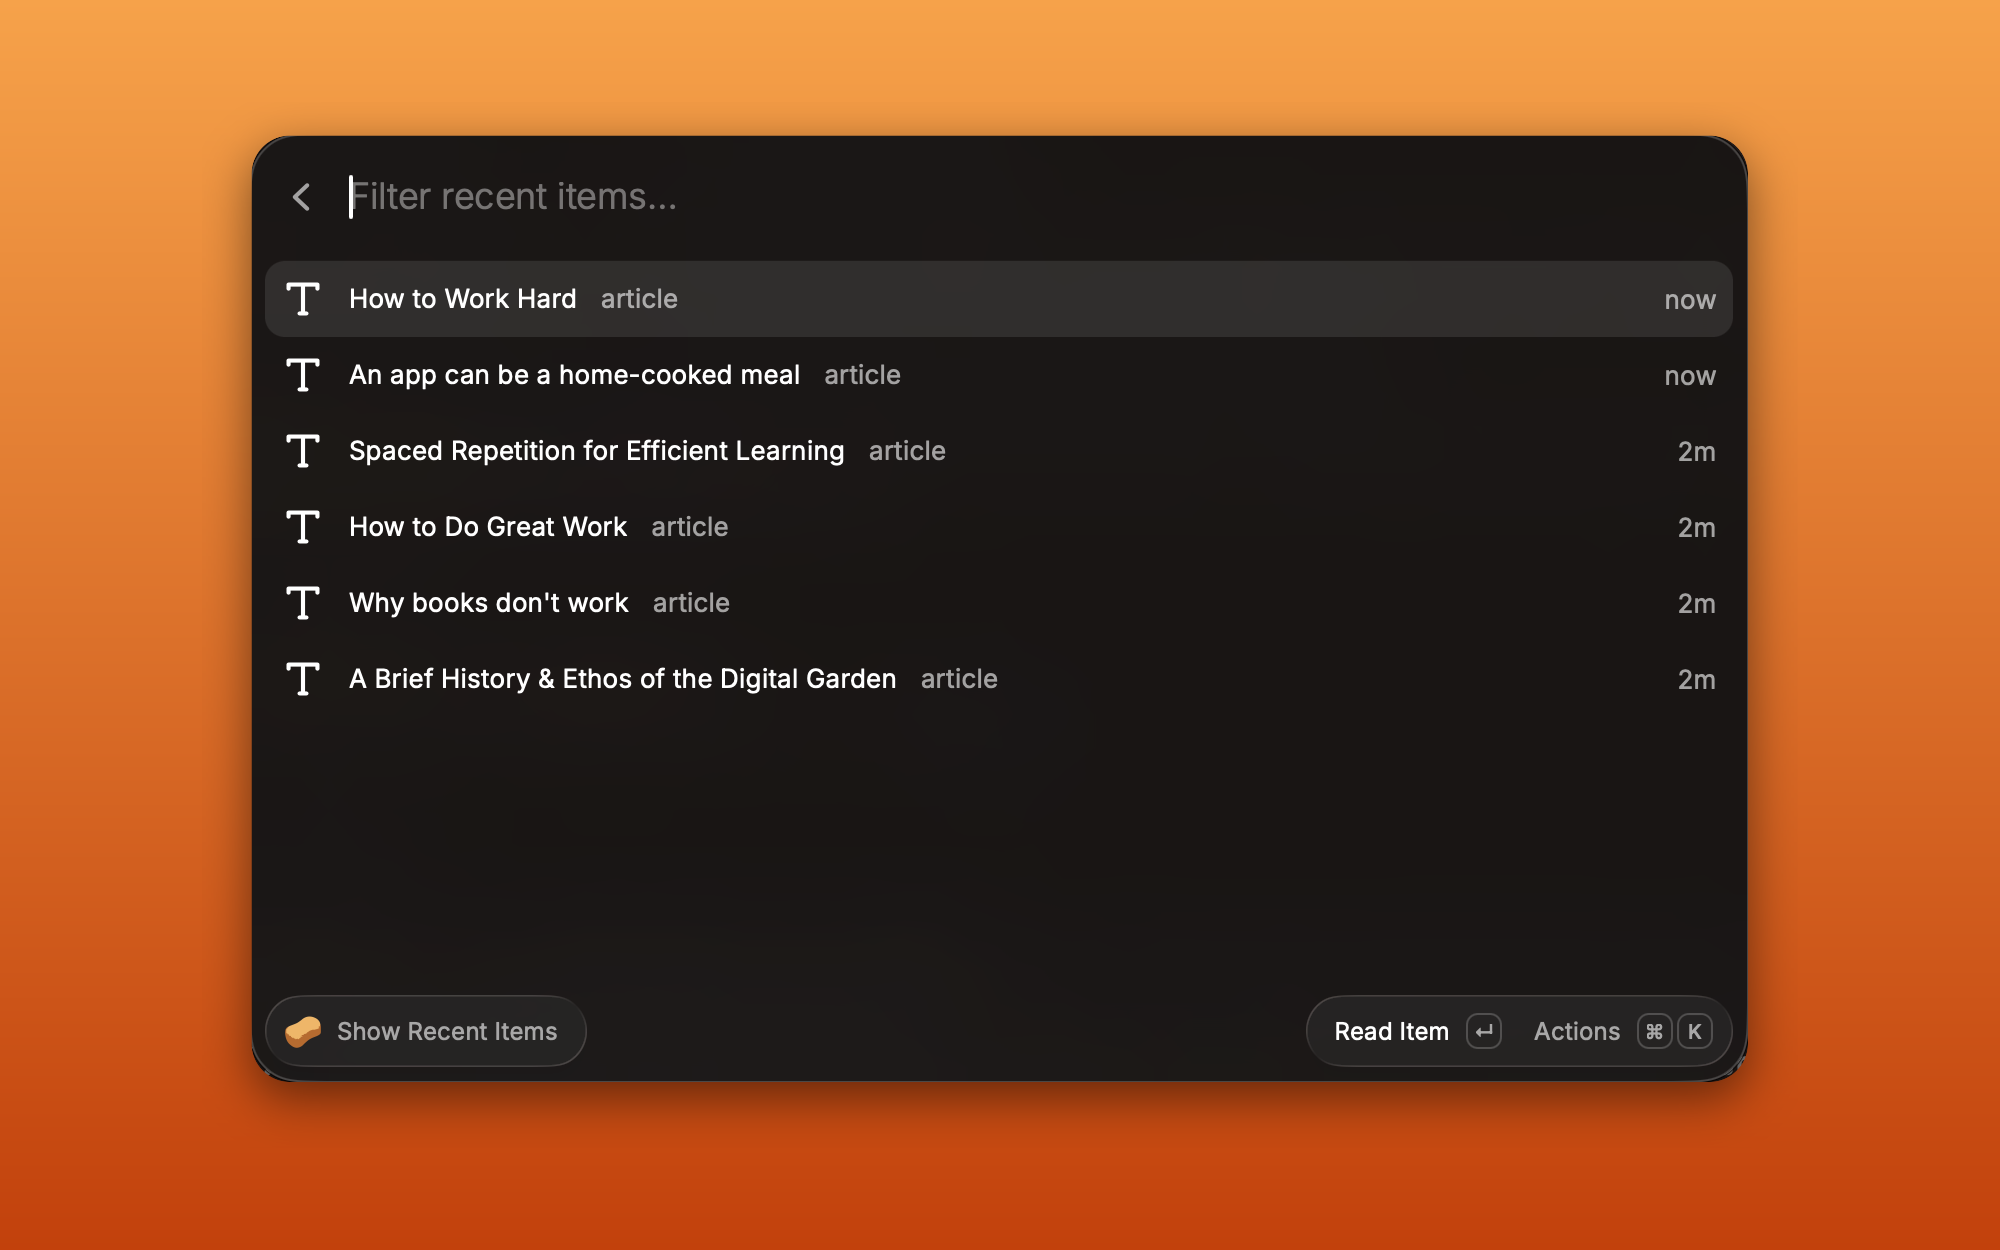 Filter recent items...
How to Work Hard article now
An app can be a home-cooked meal article now
Spaced Repetition for Efficient Learning article 2m
How to Do Great Work article 2m
Why books don't work article 2m
A Brief History & Ethos of the Digital Garden article 2m
Show Recent Items Read Item ↵ Actions ⌘ K